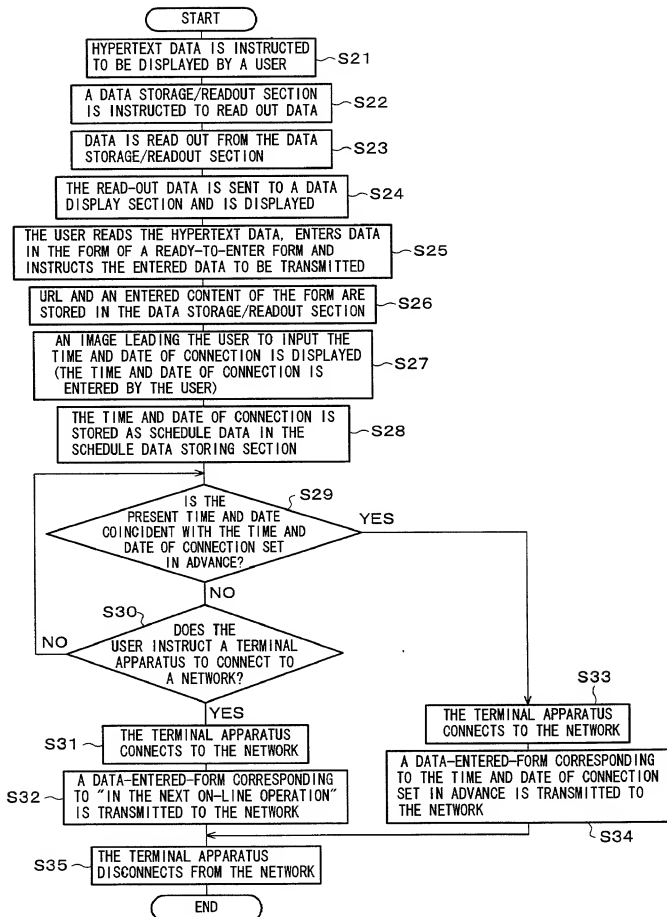 START
HYPERTEXT DATA IS INSTRUCTED
TO BE DISPLAYED BY A USER
S21
A DATA STORAGE/READOUT SECTION
IS INSTRUCTED TO READ OUT DATA
S22
DATA IS READ OUT FROM THE DATA
STORAGE/READOUT SECTION
S23
THE READ-OUT DATA IS SENT TO A DATA
DISPLAY SECTION AND IS DISPLAYED
S24
THE USER READS THE HYPERTEXT DATA, ENTERS DATA
IN THE FORM OF A READY-TO-ENTER FORM AND
INSTRUCTS THE ENTERED DATA TO BE TRANSMITTED
S25
URL AND AN ENTERED CONTENT OF THE FORM ARE
STORED IN THE DATA STORAGE/READOUT SECTION
S26
AN IMAGE LEADING THE USER TO INPUT THE
TIME AND DATE OF CONNECTION IS DISPLAYED
(THE TIME AND DATE OF CONNECTION IS
ENTERED BY THE USER)
S27
THE TIME AND DATE OF CONNECTION IS
STORED AS SCHEDULE DATA IN THE
SCHEDULE DATA STORING SECTION
S28
S29
IS THE
PRESENT TIME AND DATE
COINCIDENT WITH THE TIME AND
DATE OF CONNECTION SET
IN ADVANCE?
YES
NO
S30
DOES THE
USER INSTRUCT A TERMINAL
APPARATUS TO CONNECT TO
A NETWORK?
NO
YES
S31
THE TERMINAL APPARATUS
CONNECTS TO THE NETWORK
S32
A DATA-ENTERED-FORM CORRESPONDING
TO "IN THE NEXT ON-LINE OPERATION"
IS TRANSMITTED TO THE NETWORK
S33
THE TERMINAL APPARATUS
CONNECTS TO THE NETWORK
A DATA-ENTERED-FORM CORRESPONDING
TO THE TIME AND DATE OF CONNECTION
SET IN ADVANCE IS TRANSMITTED TO
THE NETWORK
S34
S35
THE TERMINAL APPARATUS
DISCONNECTS FROM THE NETWORK
END